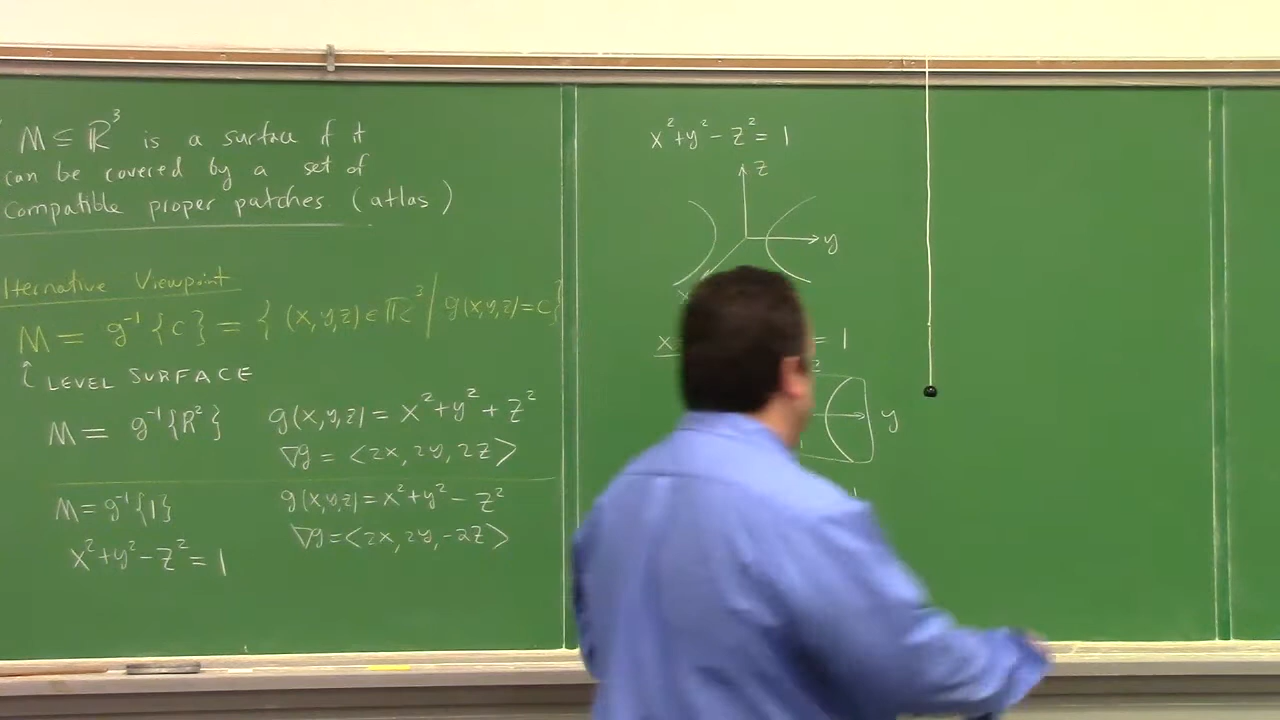 M ⊆ ℝ³ is a surface if it
can be covered by a set of
compatible proper patches (atlas)
lternative Viewpoint
M = g⁻¹{c} = { (x,y,z) ∈ ℝ³ | g(x,y,z) = c }
↑ LEVEL SURFACE
M = g⁻¹{R²} g(x,y,z) = x² + y² + z²
∇g = <2x, 2y, 2z>
M = g⁻¹{1} g(x,y,z) = x² + y² - z²
x² + y² - z² = 1 ∇g = <2x, 2y, -2z>
x² + y² - z² = 1
z
y
x
x = 1
y